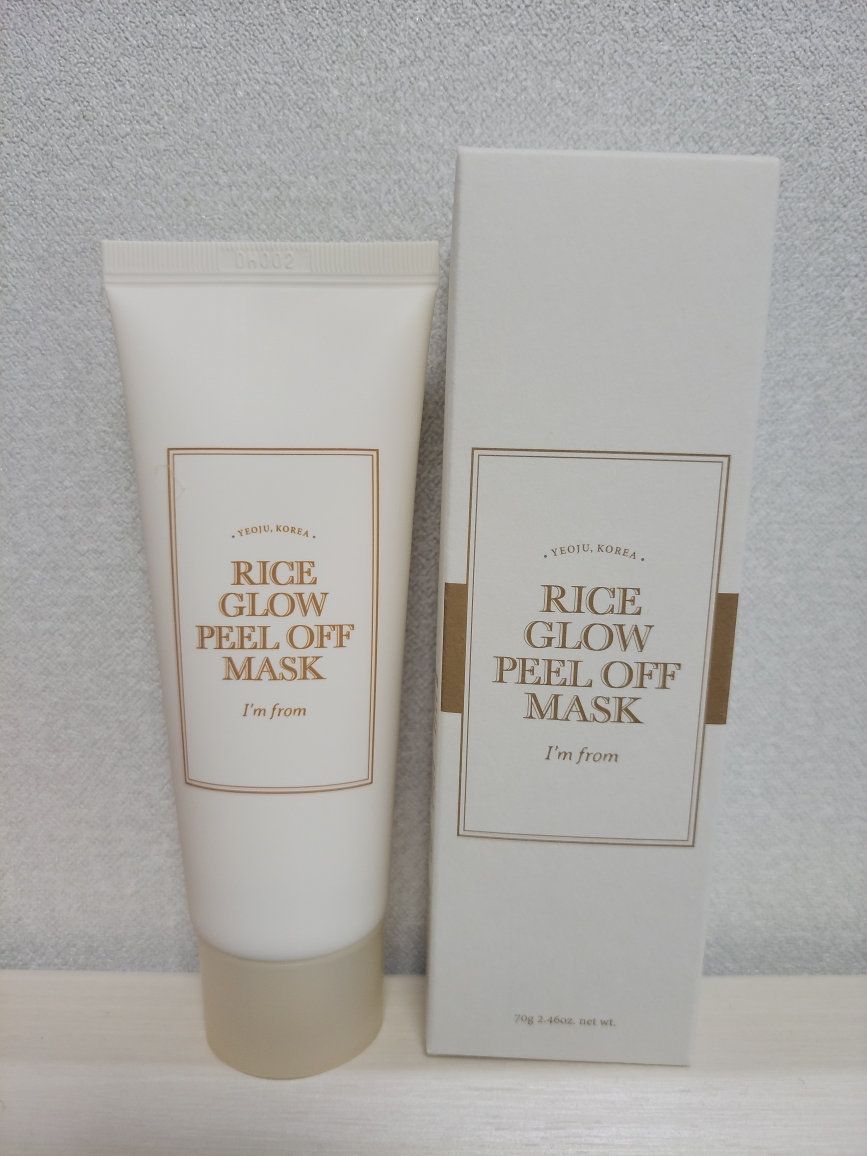 OH002
• YEOJU, KOREA •
RICE
GLOW
PEEL OFF
MASK
I'm from
• YEOJU, KOREA •
RICE
GLOW
PEEL OFF
MASK
I'm from
70g 2.46oz. net wt.